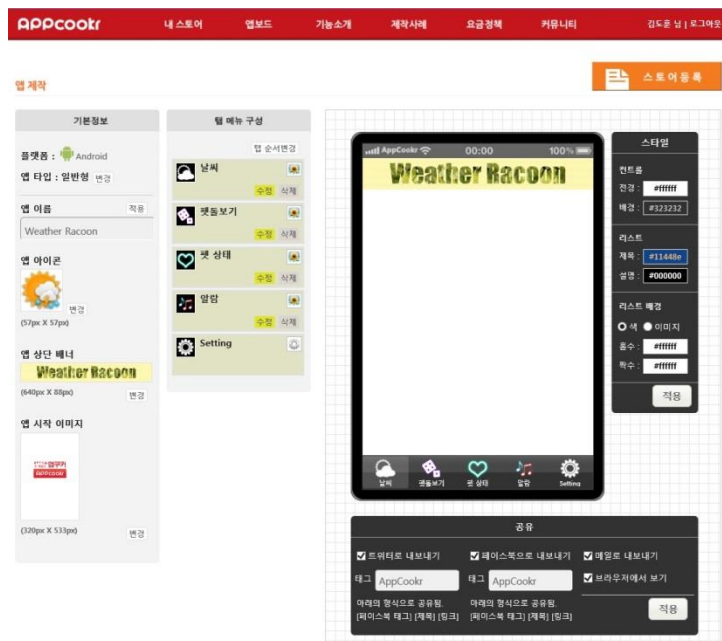 APPCOOKr
내 스토어
앱보드
기능소개
제작사례
요금정책
커뮤니티
김도훈 님 | 로그아웃
앱 제작
스토어등록
기본정보
플랫폼 : Android
앱 타입 : 일반형 변경
앱 이름 적용
Weather Racoon
앱 아이콘
변경
(57px X 57px)
앱 상단 배너
Weather Racoon
(640px X 88px) 변경
앱 시작 이미지
APPCOOKr
(320px X 533px) 변경
탭 메뉴 구성
탭 순서변경
날씨
수정 삭제
펫돌보기
수정 삭제
펫 상태
수정 삭제
알람
수정 삭제
Setting
AppCookr 00:00 100%
Weather Racoon
날씨 펫돌보기 펫 상태 알람 Setting
스타일
컨트롤
전경 : #ffffff
배경 : #323232
리스트
제목 : #11448e
설명 : #000000
리스트 배경
색 이미지
홀수 : #ffffff
짝수 : #ffffff
적용
공유
트위터로 내보내기 페이스북으로 내보내기 메일로 내보내기
태그 AppCookr 태그 AppCookr 브라우저에서 보기
아래의 형식으로 공유됨. 아래의 형식으로 공유됨.
[페이스북 태그] [제목] [링크] [페이스북 태그] [제목] [링크]
적용